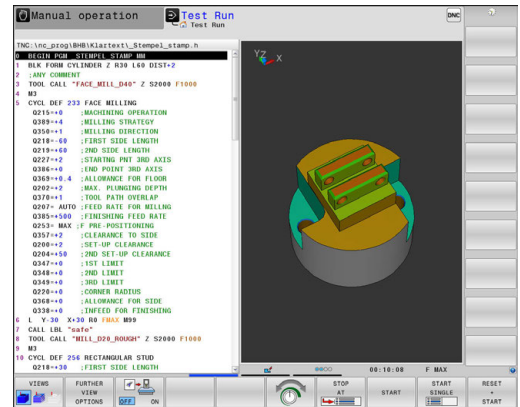 Manual operation
Test Run
Test Run
DNC
TNC:\nc_prog\BHB\Klartext\_Stempel_stamp.h
0 BEGIN PGM STEMPEL_STAMP MM
1 BLK FORM CYLINDER Z R30 L60 DIST+2
2 ;ANY COMMENT
3 TOOL CALL "FACE_MILL_D40" Z S2000 F1000
4 M3
5 CYCL DEF 233 FACE MILLING
Q215=+0 ;MACHINING OPERATION
Q389=+4 ;MILLING STRATEGY
Q350=+1 ;MILLING DIRECTION
Q218=-60 ;FIRST SIDE LENGTH
Q219=+60 ;2ND SIDE LENGTH
Q227=+2 ;STARTNG PNT 3RD AXIS
Q386=+0 ;END POINT 3RD AXIS
Q369=+0.4 ;ALLOWANCE FOR FLOOR
Q202=+2 ;MAX. PLUNGING DEPTH
Q370=+1 ;TOOL PATH OVERLAP
Q207= AUTO ;FEED RATE FOR MILLNG
Q385=+500 ;FINISHING FEED RATE
Q253= MAX ;F PRE-POSITIONING
Q357=+2 ;CLEARANCE TO SIDE
Q200=+2 ;SET-UP CLEARANCE
Q204=+50 ;2ND SET-UP CLEARANCE
Q347=+0 ;1ST LIMIT
Q348=+0 ;2ND LIMIT
Q349=+0 ;3RD LIMIT
Q220=+0 ;CORNER RADIUS
Q368=+0 ;ALLOWANCE FOR SIDE
Q338=+0 ;INFEED FOR FINISHING
6 L Y-30 X+30 R0 FMAX M99
7 CALL LBL "safe"
8 TOOL CALL "MILL_D20_ROUGH" Z S2000 F1000
9 M3
10 CYCL DEF 256 RECTANGULAR STUD
Q218=+30 ;FIRST SIDE LENGTH
YZ X
00:10:08 F MAX
VIEWS
FURTHER
VIEW
OPTIONS
OFF ON
STOP
AT
START
START
SINGLE
RESET
+
START